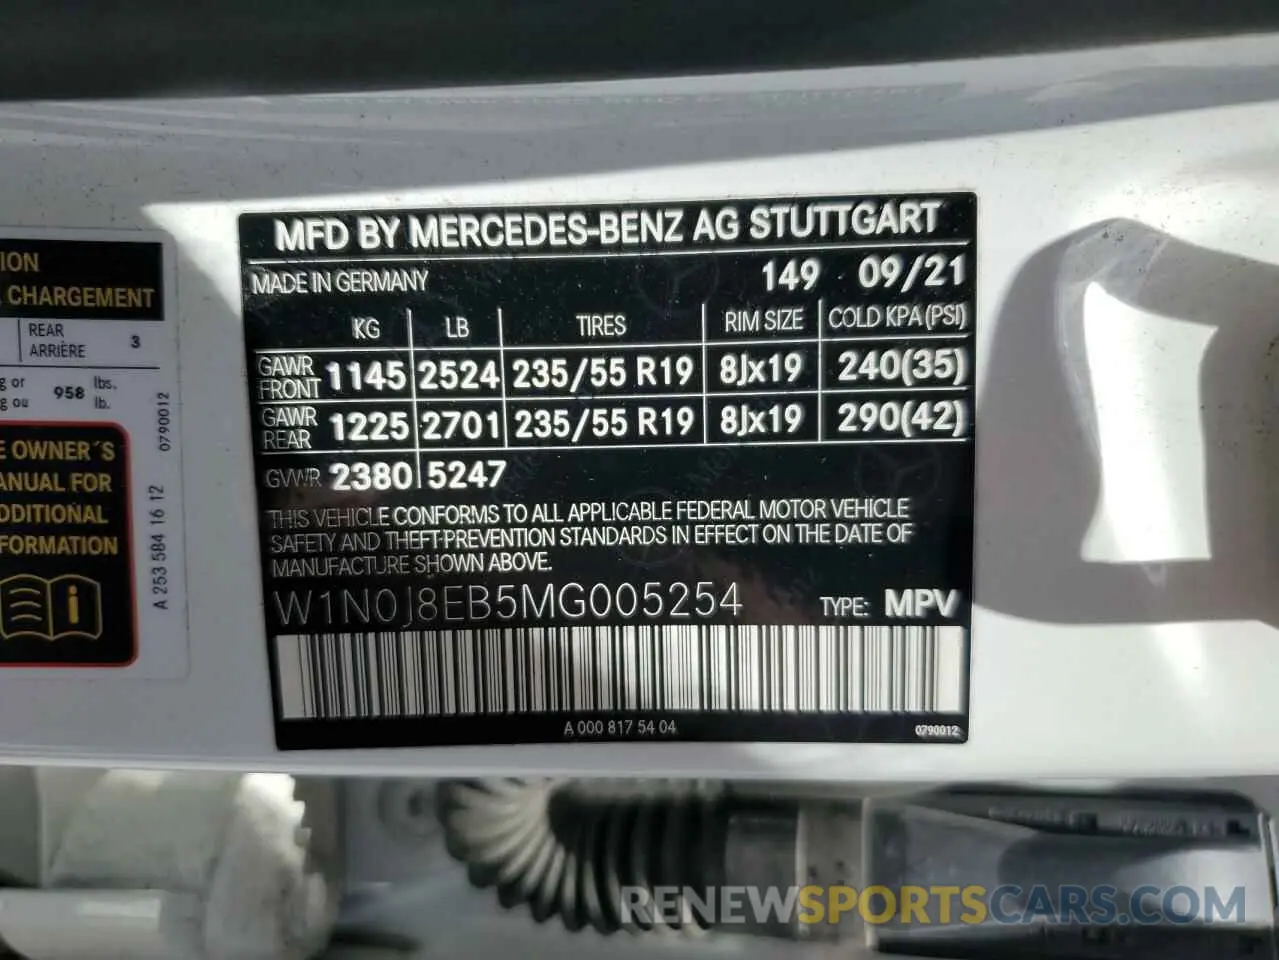 MFD BY MERCEDES-BENZ AG STUTTGART
MADE IN GERMANY 149 09/21
KG LB TIRES RIM SIZE COLD KPA (PSI)
GAWR FRONT 1145 2524 235/55 R19 8Jx19 240(35)
GAWR REAR 1225 2701 235/55 R19 8Jx19 290(42)
GVWR 2380 5247
THIS VEHICLE CONFORMS TO ALL APPLICABLE FEDERAL MOTOR VEHICLE
SAFETY AND THEFT-PREVENTION STANDARDS IN EFFECT ON THE DATE OF
MANUFACTURE SHOWN ABOVE.
W1N0J8EB5MG005254 TYPE: MPV
A 000 817 54 04 0790012
TION
CHARGEMENT
REAR 3
ARRIÈRE
g or 958 lbs.
g ou lb.
E OWNER´S
ANUAL FOR
DDITIONAL
FORMATION
A 253 584 16 12 0790012
RENEWSPORTSCARS.COM